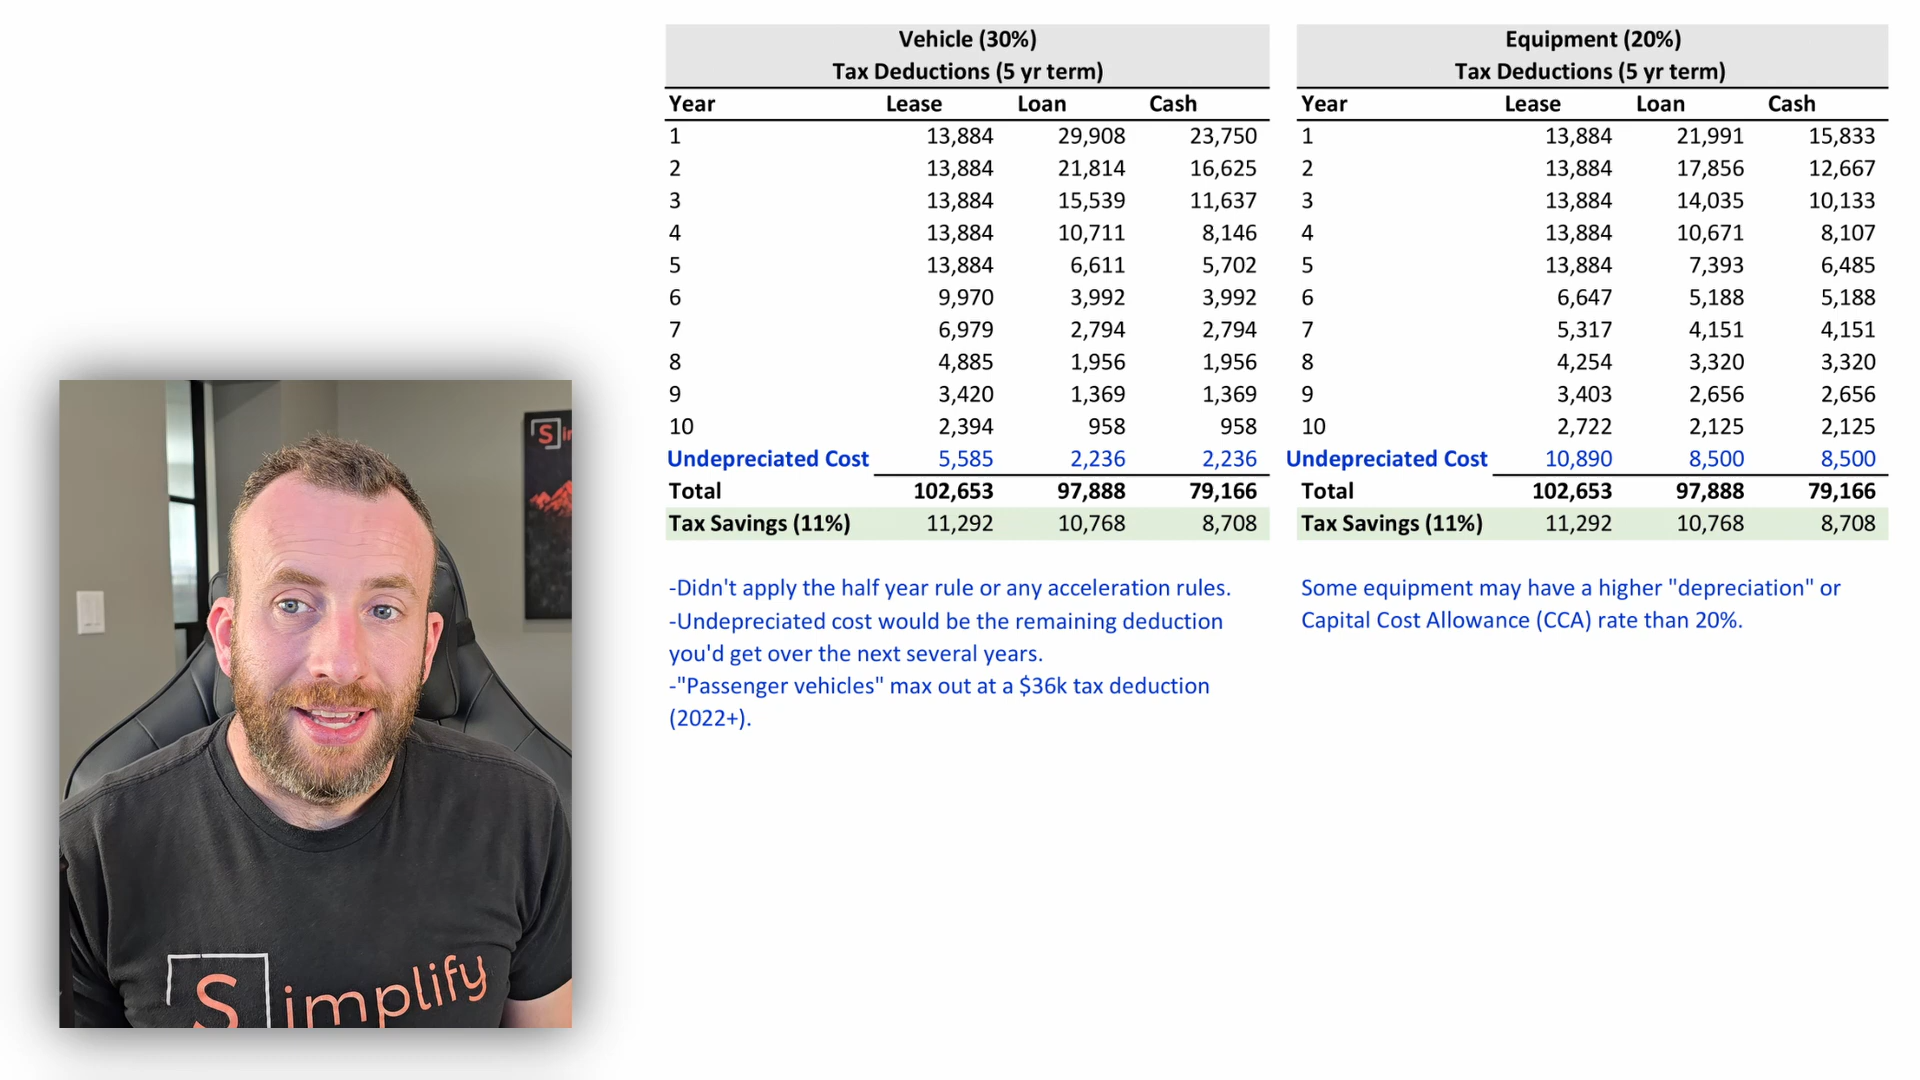 Vehicle (30%)
Tax Deductions (5 yr term)
Year Lease Loan Cash
1 13,884 29,908 23,750
2 13,884 21,814 16,625
3 13,884 15,539 11,637
4 13,884 10,711 8,146
5 13,884 6,611 5,702
6 9,970 3,992 3,992
7 6,979 2,794 2,794
8 4,885 1,956 1,956
9 3,420 1,369 1,369
10 2,394 958 958
Undepreciated Cost 5,585 2,236 2,236
Total 102,653 97,888 79,166
Tax Savings (11%) 11,292 10,768 8,708
-Didn't apply the half year rule or any acceleration rules.
-Undepreciated cost would be the remaining deduction
you'd get over the next several years.
-"Passenger vehicles" max out at a $36k tax deduction
(2022+).
Equipment (20%)
Tax Deductions (5 yr term)
Year Lease Loan Cash
1 13,884 21,991 15,833
2 13,884 17,856 12,667
3 13,884 14,035 10,133
4 13,884 10,671 8,107
5 13,884 7,393 6,485
6 6,647 5,188 5,188
7 5,317 4,151 4,151
8 4,254 3,320 3,320
9 3,403 2,656 2,656
10 2,722 2,125 2,125
Undepreciated Cost 10,890 8,500 8,500
Total 102,653 97,888 79,166
Tax Savings (11%) 11,292 10,768 8,708
Some equipment may have a higher "depreciation" or
Capital Cost Allowance (CCA) rate than 20%.
Simplify